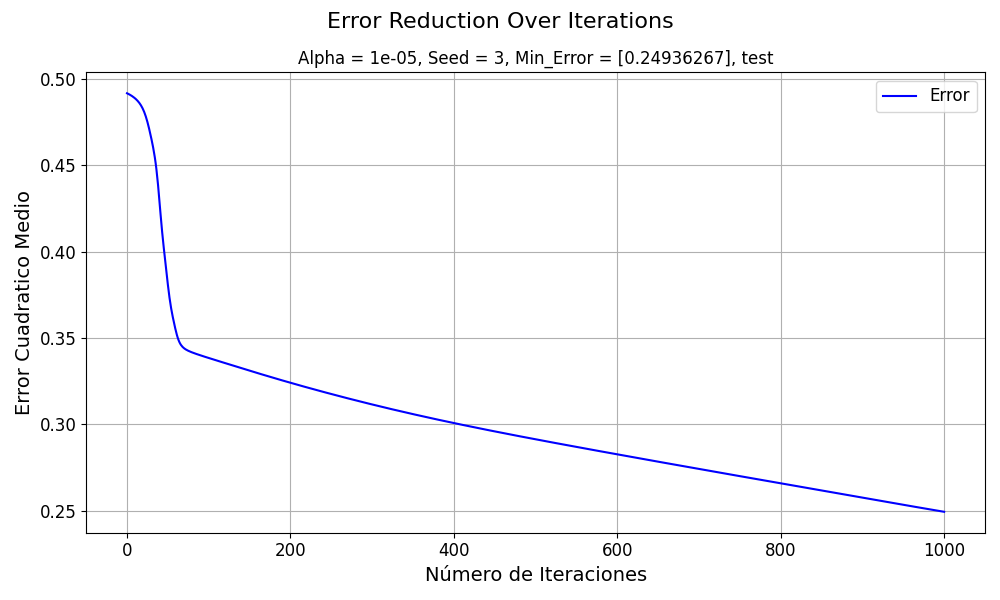 Error Reduction Over Iterations
Alpha = 1e-05, Seed = 3, Min_Error = [0.24936267], test
Error
0.50
0.45
0.40
0.35
0.30
0.25
Error Cuadratico Medio
0 200 400 600 800 1000
Número de Iteraciones